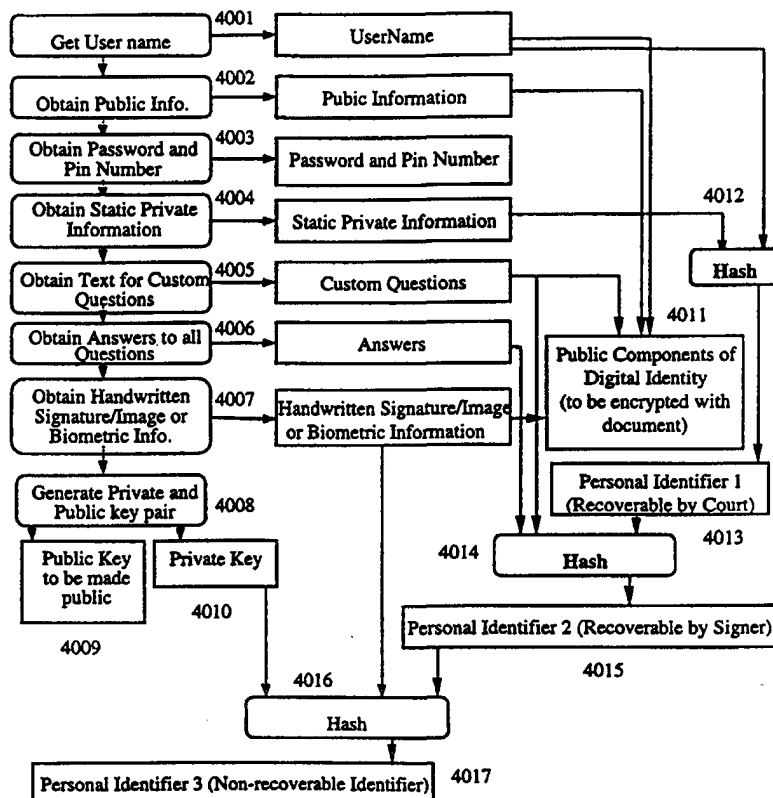 4001
Get User name
UserName
4002
Obtain Public Info.
Pubic Information
4003
Obtain Password and
Pin Number
Password and Pin Number
4004
4012
Obtain Static Private
Information
Static Private Information
Hash
4005
Obtain Text for Custom
Questions
Custom Questions
4011
4006
Obtain Answers to all
Questions
Answers
Public Components of
Digital Identity
(to be encrypted with
document)
Obtain Handwritten
Signature/Image or
Biometric Info.
4007
Handwritten Signature/Image
or Biometric Information
Generate Private and
Public key pair
4008
Personal Identifier 1
(Recoverable by Court)
4013
4014
Hash
Public Key
to be made
public
Private Key
4010
4009
Personal Identifier 2 (Recoverable by Signer)
4015
4016
Hash
Personal Identifier 3 (Non-recoverable Identifier)
4017